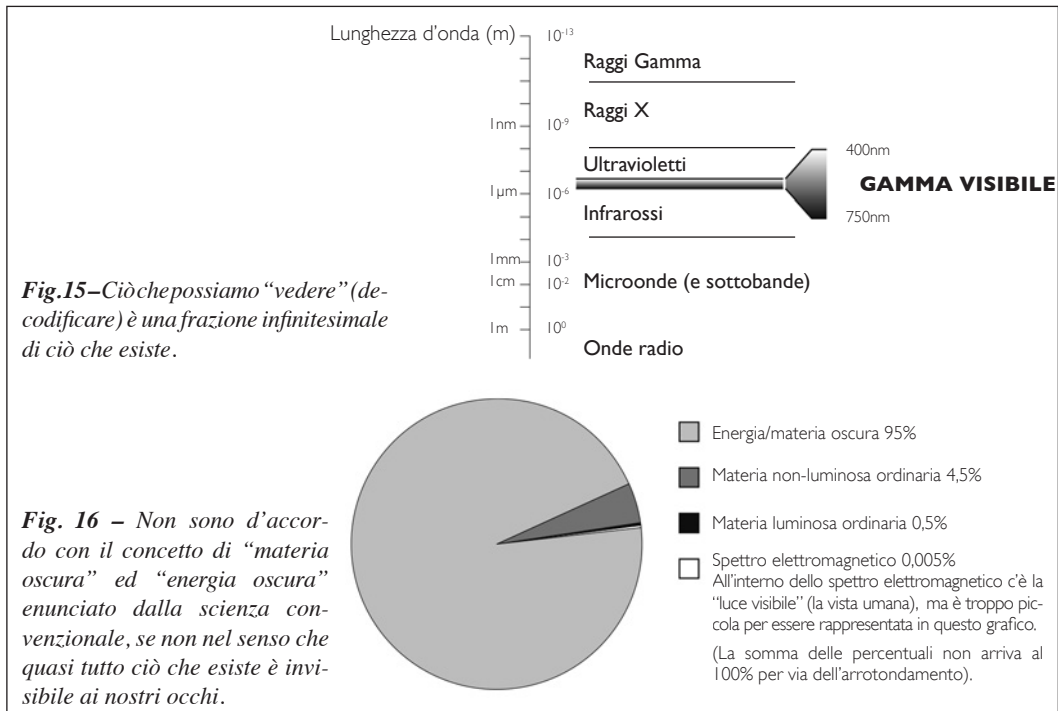 Lunghezza d'onda (m)
10⁻¹³
Raggi Gamma
Raggi X
1nm 10⁻⁹
Ultravioletti
400nm
GAMMA VISIBILE
1µm 10⁻⁶
750nm
Infrarossi
1mm 10⁻³
1cm 10⁻²
Microonde (e sottobande)
1m 10⁰
Onde radio
Fig.15–Ciò che possiamo “vedere” (de-
codificare) è una frazione infinitesimale
di ciò che esiste.
Energia/materia oscura 95%
Materia non-luminosa ordinaria 4,5%
Materia luminosa ordinaria 0,5%
Spettro elettromagnetico 0,005%
All'interno dello spettro elettromagnetico c'è la
“luce visibile” (la vista umana), ma è troppo pic-
cola per essere rappresentata in questo grafico.
(La somma delle percentuali non arriva al
100% per via dell'arrotondamento).
Fig. 16 – Non sono d'accor-
do con il concetto di “materia
oscura” ed “energia oscura”
enunciato dalla scienza con-
venzionale, se non nel senso che
quasi tutto ciò che esiste è invi-
sibile ai nostri occhi.